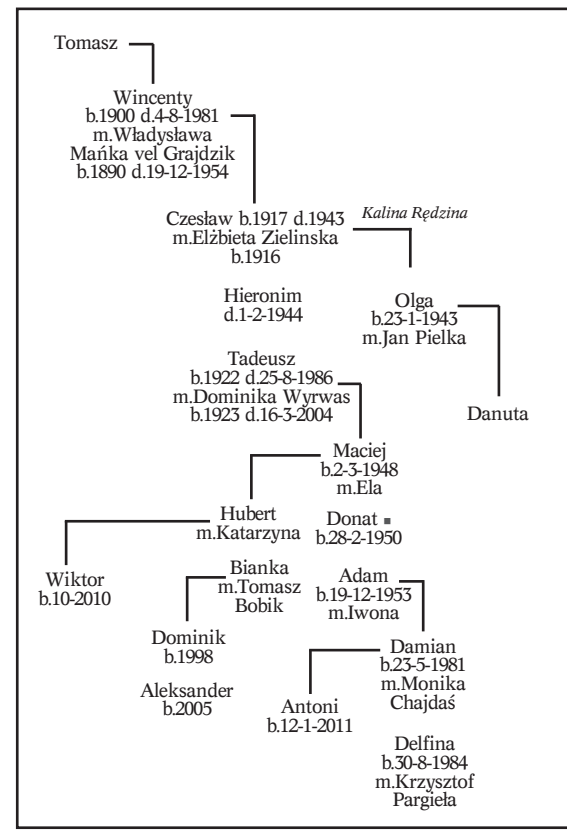 Tomasz
Wincenty
b.1900 d.4-8-1981
m.Władysława
Mańka vel Grajdzik
b.1890 d.19-12-1954
Czesław b.1917 d.1943
m.Elżbieta Zielinska
b.1916
Kalina Rędzina
Hieronim
d.1-2-1944
Olga
b.23-1-1943
m.Jan Pielka
Tadeusz
b.1922 d.25-8-1986
m.Dominika Wyrwas
b.1923 d.16-3-2004
Danuta
Maciej
b.2-3-1948
m.Ela
Hubert
m.Katarzyna
Donat ▪
b.28-2-1950
Wiktor
b.10-2010
Bianka
m.Tomasz
Bobik
Adam
b.19-12-1953
m.Iwona
Dominik
b.1998
Damian
b.23-5-1981
m.Monika
Chajdaś
Aleksander
b.2005
Antoni
b.12-1-2011
Delfina
b.30-8-1984
m.Krzysztof
Pargieła